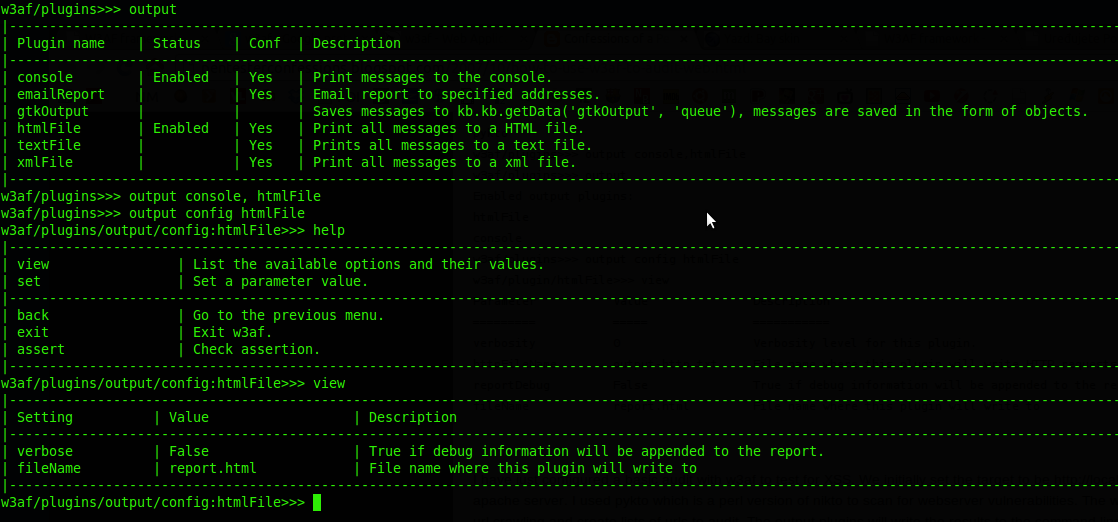 w3af/plugins>>> output
|---------------------------------------------------------------------------------------------------------------------------------------
| Plugin name    | Status    | Conf  | Description
|---------------------------------------------------------------------------------------------------------------------------------------
| console        | Enabled   | Yes   | Print messages to the console.
| emailReport    |           | Yes   | Email report to specified addresses.
| gtkOutput      |           |       | Saves messages to kb.kb.getData('gtkOutput', 'queue'), messages are saved in the form of objects.
| htmlFile       | Enabled   | Yes   | Print all messages to a HTML file.
| textFile       |           | Yes   | Prints all messages to a text file.
| xmlFile        |           | Yes   | Print all messages to a xml file.
|---------------------------------------------------------------------------------------------------------------------------------------
w3af/plugins>>> output console, htmlFile
w3af/plugins>>> output config htmlFile
w3af/plugins/output/config:htmlFile>>> help
|---------------------------------------------------------------------------------------------------------------------------------------
| view                | List the available options and their values.
| set                 | Set a parameter value.
|---------------------------------------------------------------------------------------------------------------------------------------
| back                | Go to the previous menu.
| exit                | Exit w3af.
| assert              | Check assertion.
|---------------------------------------------------------------------------------------------------------------------------------------
w3af/plugins/output/config:htmlFile>>> view
|---------------------------------------------------------------------------------------------------------------------------------------
| Setting          | Value                  | Description
|---------------------------------------------------------------------------------------------------------------------------------------
| verbose          | False                  | True if debug information will be appended to the report.
| fileName         | report.html            | File name where this plugin will write to
|---------------------------------------------------------------------------------------------------------------------------------------
w3af/plugins/output/config:htmlFile>>>